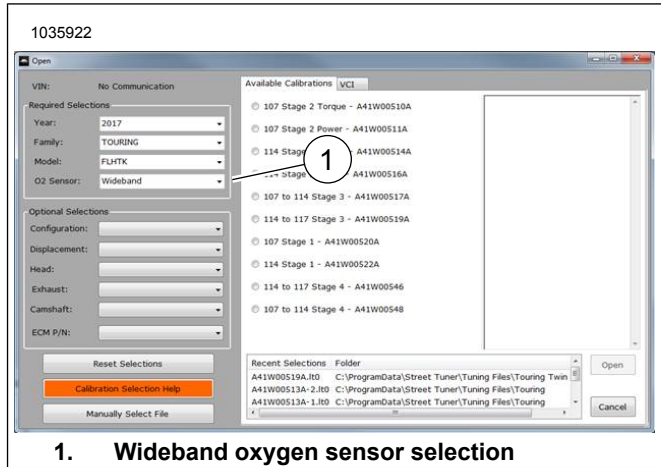 1035922
Open
VIN: No Communication
Required Selections
Year: 2017
Family: TOURING
Model: FLHTK
O2 Sensor: Wideband
Optional Selections
Configuration:
Displacement:
Head:
Exhaust:
Camshaft:
ECM P/N:
Reset Selections
Calibration Selection Help
Manually Select File
Available Calibrations VCI
107 Stage 2 Torque - A41W00510A
107 Stage 2 Power - A41W00511A
114 Stage A41W00514A
Stage A41W00516A
107 to 114 Stage 3 - A41W00517A
114 to 117 Stage 3 - A41W00519A
107 Stage 1 - A41W00520A
114 Stage 1 - A41W00522A
114 to 117 Stage 4 - A41W00546
107 to 114 Stage 4 - A41W00548
1
Recent Selections Folder
A41W00519A.lt0 C:\ProgramData\Street Tuner\Tuning Files\Touring Twin
A41W00513A-2.lt0 C:\ProgramData\Street Tuner\Tuning Files\Touring
A41W00513A-1.lt0 C:\ProgramData\Street Tuner\Tuning Files\Touring
Open
Cancel
1. Wideband oxygen sensor selection